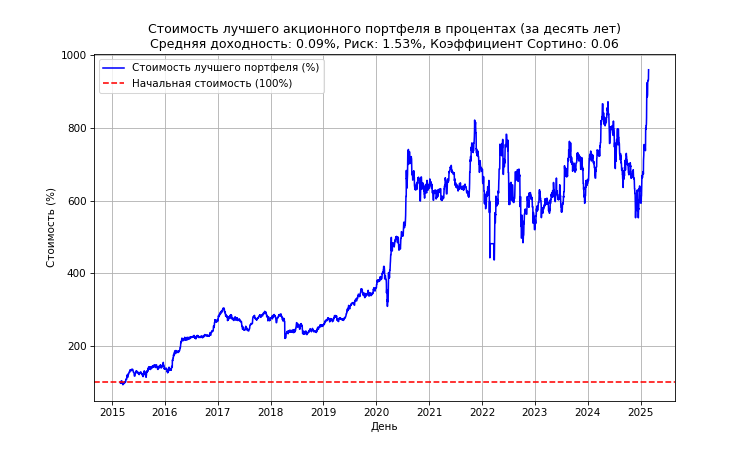 Стоимость лучшего акционного портфеля в процентах (за десять лет)
Средняя доходность: 0.09%, Риск: 1.53%, Коэффициент Сортино: 0.06
Стоимость лучшего портфеля (%)
Начальная стоимость (100%)
Стоимость (%)
1000
800
600
400
200
2015 2016 2017 2018 2019 2020 2021 2022 2023 2024 2025
День